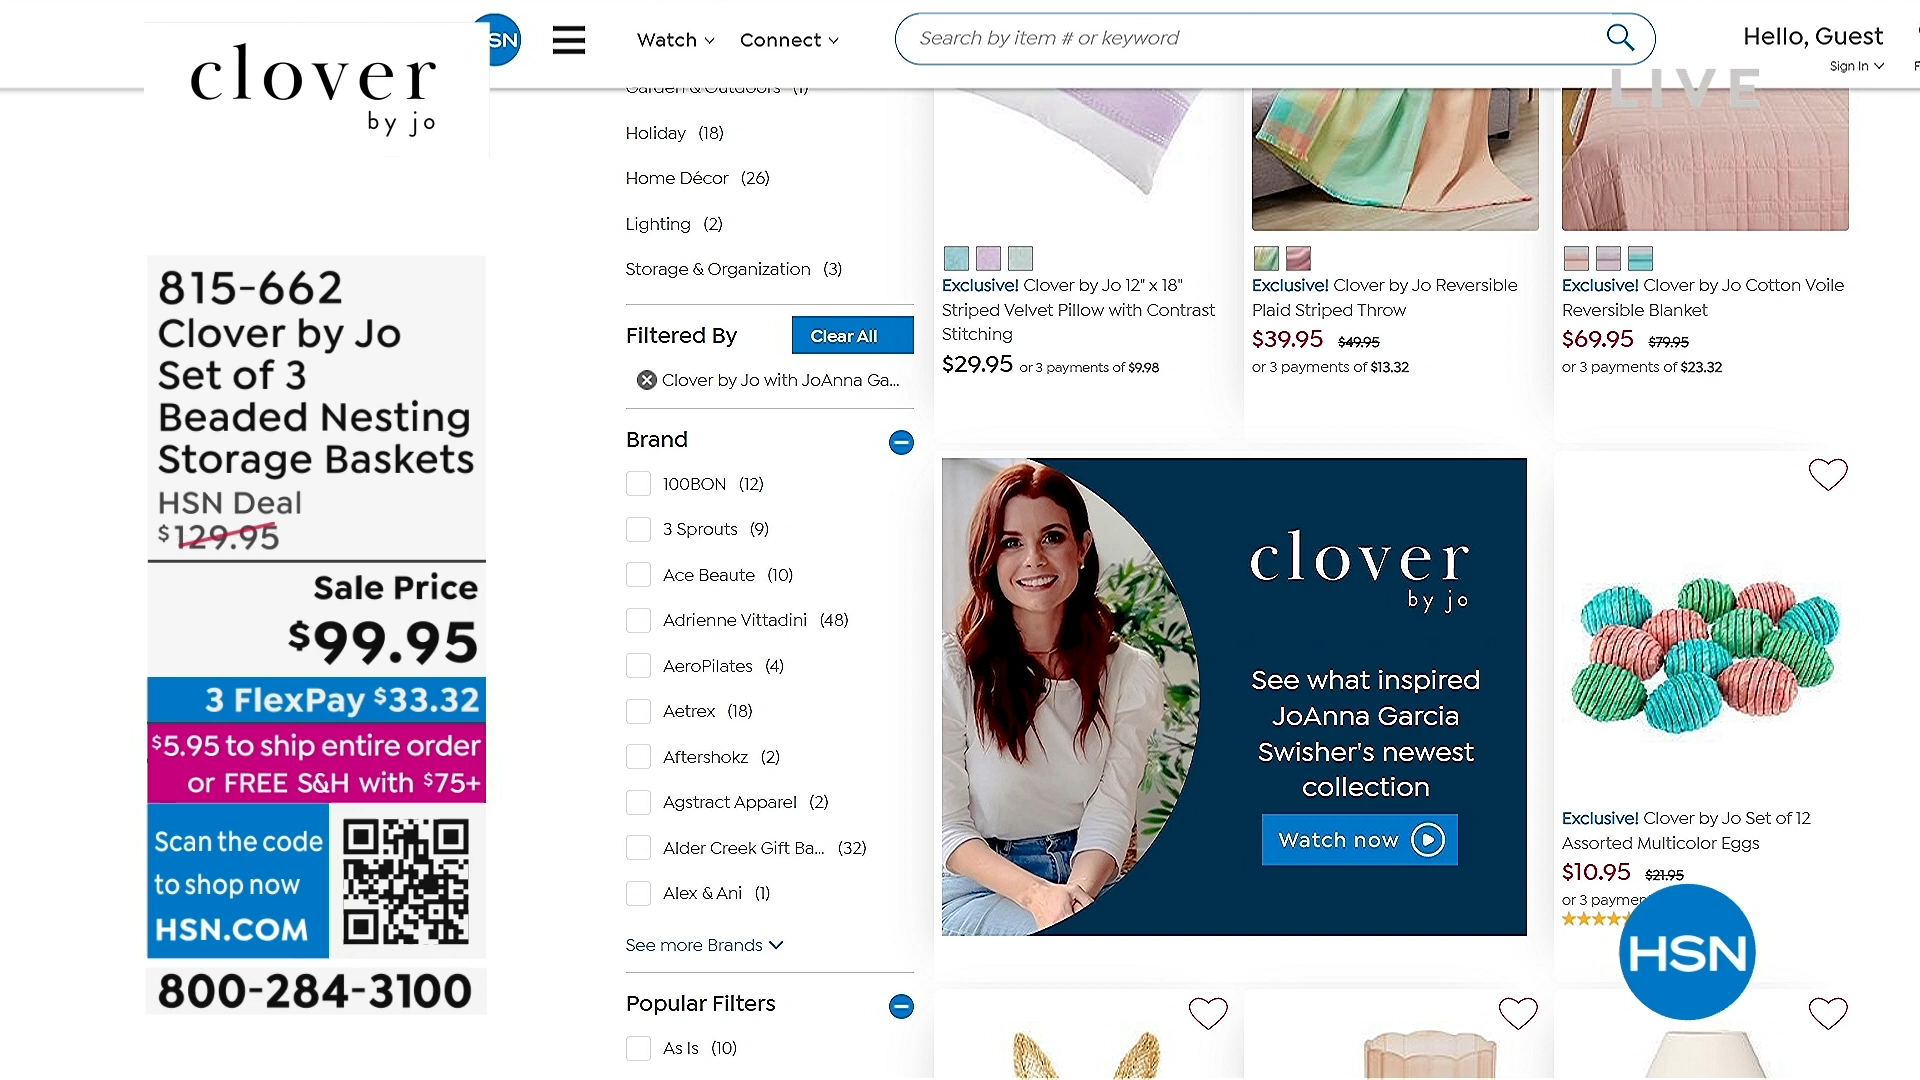 clover
by jo
HSN
Watch
Connect
Search by item # or keyword
Hello, Guest
Sign In
LIVE
815-662
Clover by Jo
Set of 3
Beaded Nesting
Storage Baskets
HSN Deal
$129.95
Sale Price
$99.95
3 FlexPay $33.32
$5.95 to ship entire order
or FREE S&H with $75+
Scan the code
to shop now
HSN.COM
800-284-3100
Garden & Outdoors (1)
Holiday (18)
Home Décor (26)
Lighting (2)
Storage & Organization (3)
Filtered By
Clear All
Clover by Jo with JoAnna Ga...
Brand
100BON (12)
3 Sprouts (9)
Ace Beaute (10)
Adrienne Vittadini (48)
AeroPilates (4)
Aetrex (18)
Aftershokz (2)
Agstract Apparel (2)
Alder Creek Gift Ba... (32)
Alex & Ani (1)
See more Brands
Popular Filters
As Is (10)
Exclusive! Clover by Jo 12" x 18"
Striped Velvet Pillow with Contrast
Stitching
$29.95 or 3 payments of $9.98
Exclusive! Clover by Jo Reversible
Plaid Striped Throw
$39.95 $49.95
or 3 payments of $13.32
Exclusive! Clover by Jo Cotton Voile
Reversible Blanket
$69.95 $79.95
or 3 payments of $23.32
clover
by jo
See what inspired
JoAnna Garcia
Swisher's newest
collection
Watch now
Exclusive! Clover by Jo Set of 12
Assorted Multicolor Eggs
$10.95 $21.95
or 3 paymen
HSN